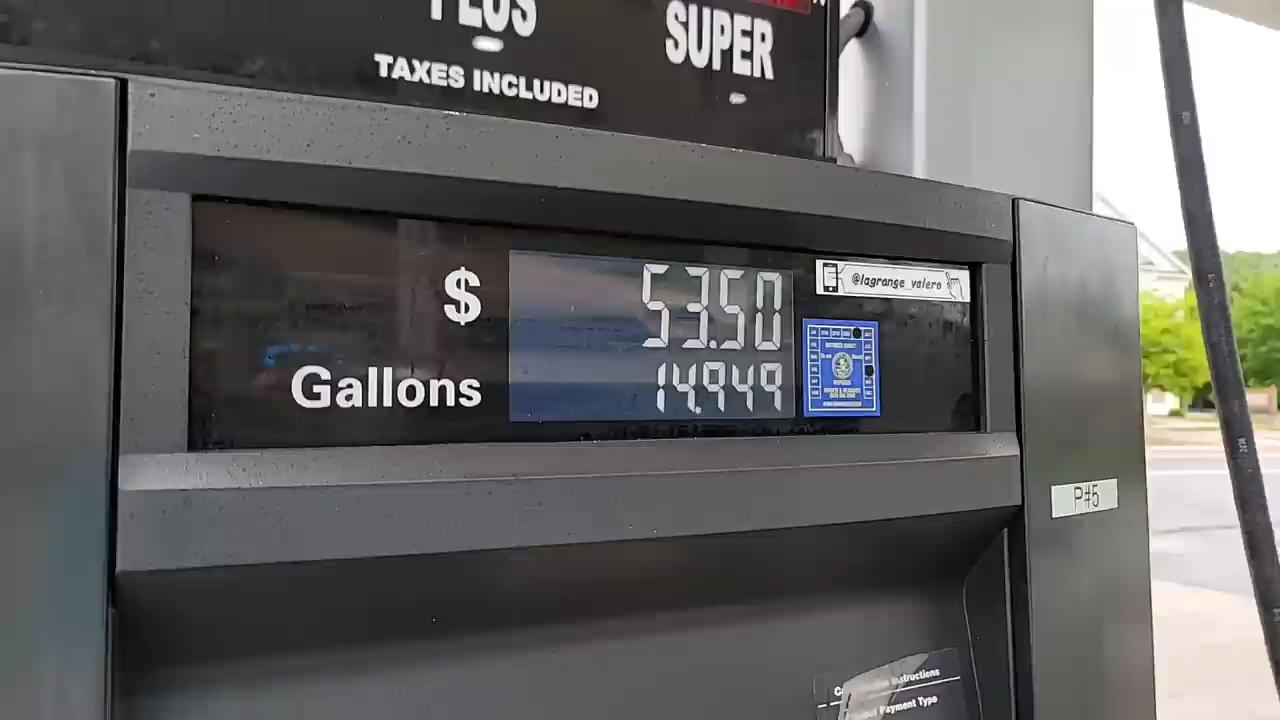 PLUS
SUPER
TAXES INCLUDED
$ 53.50
@lagrange_valero
Gallons 14.949
P#5
Instructions
Payment Type